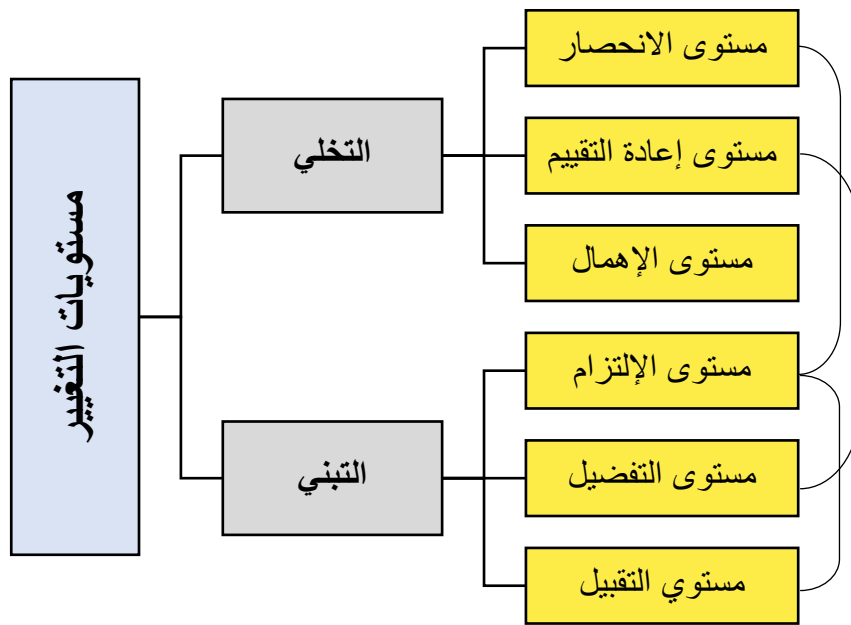 مستويات التغيير
التخلي
مستوى الانحصار
مستوى إعادة التقييم
مستوى الإهمال
التبني
مستوى الإلتزام
مستوى التفضيل
مستوي التقبيل